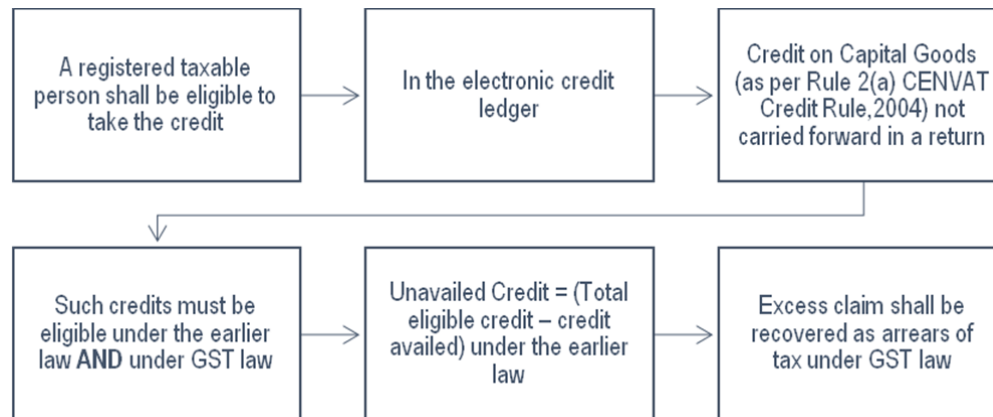 A registered taxable
person shall be eligible to
take the credit
In the electronic credit
ledger
Credit on Capital Goods
(as per Rule 2(a) CENVAT
Credit Rule,2004) not
carried forward in a return
Such credits must be
eligible under the earlier
law AND under GST law
Unavailed Credit = (Total
eligible credit – credit
availed) under the earlier
law
Excess claim shall be
recovered as arrears of
tax under GST law